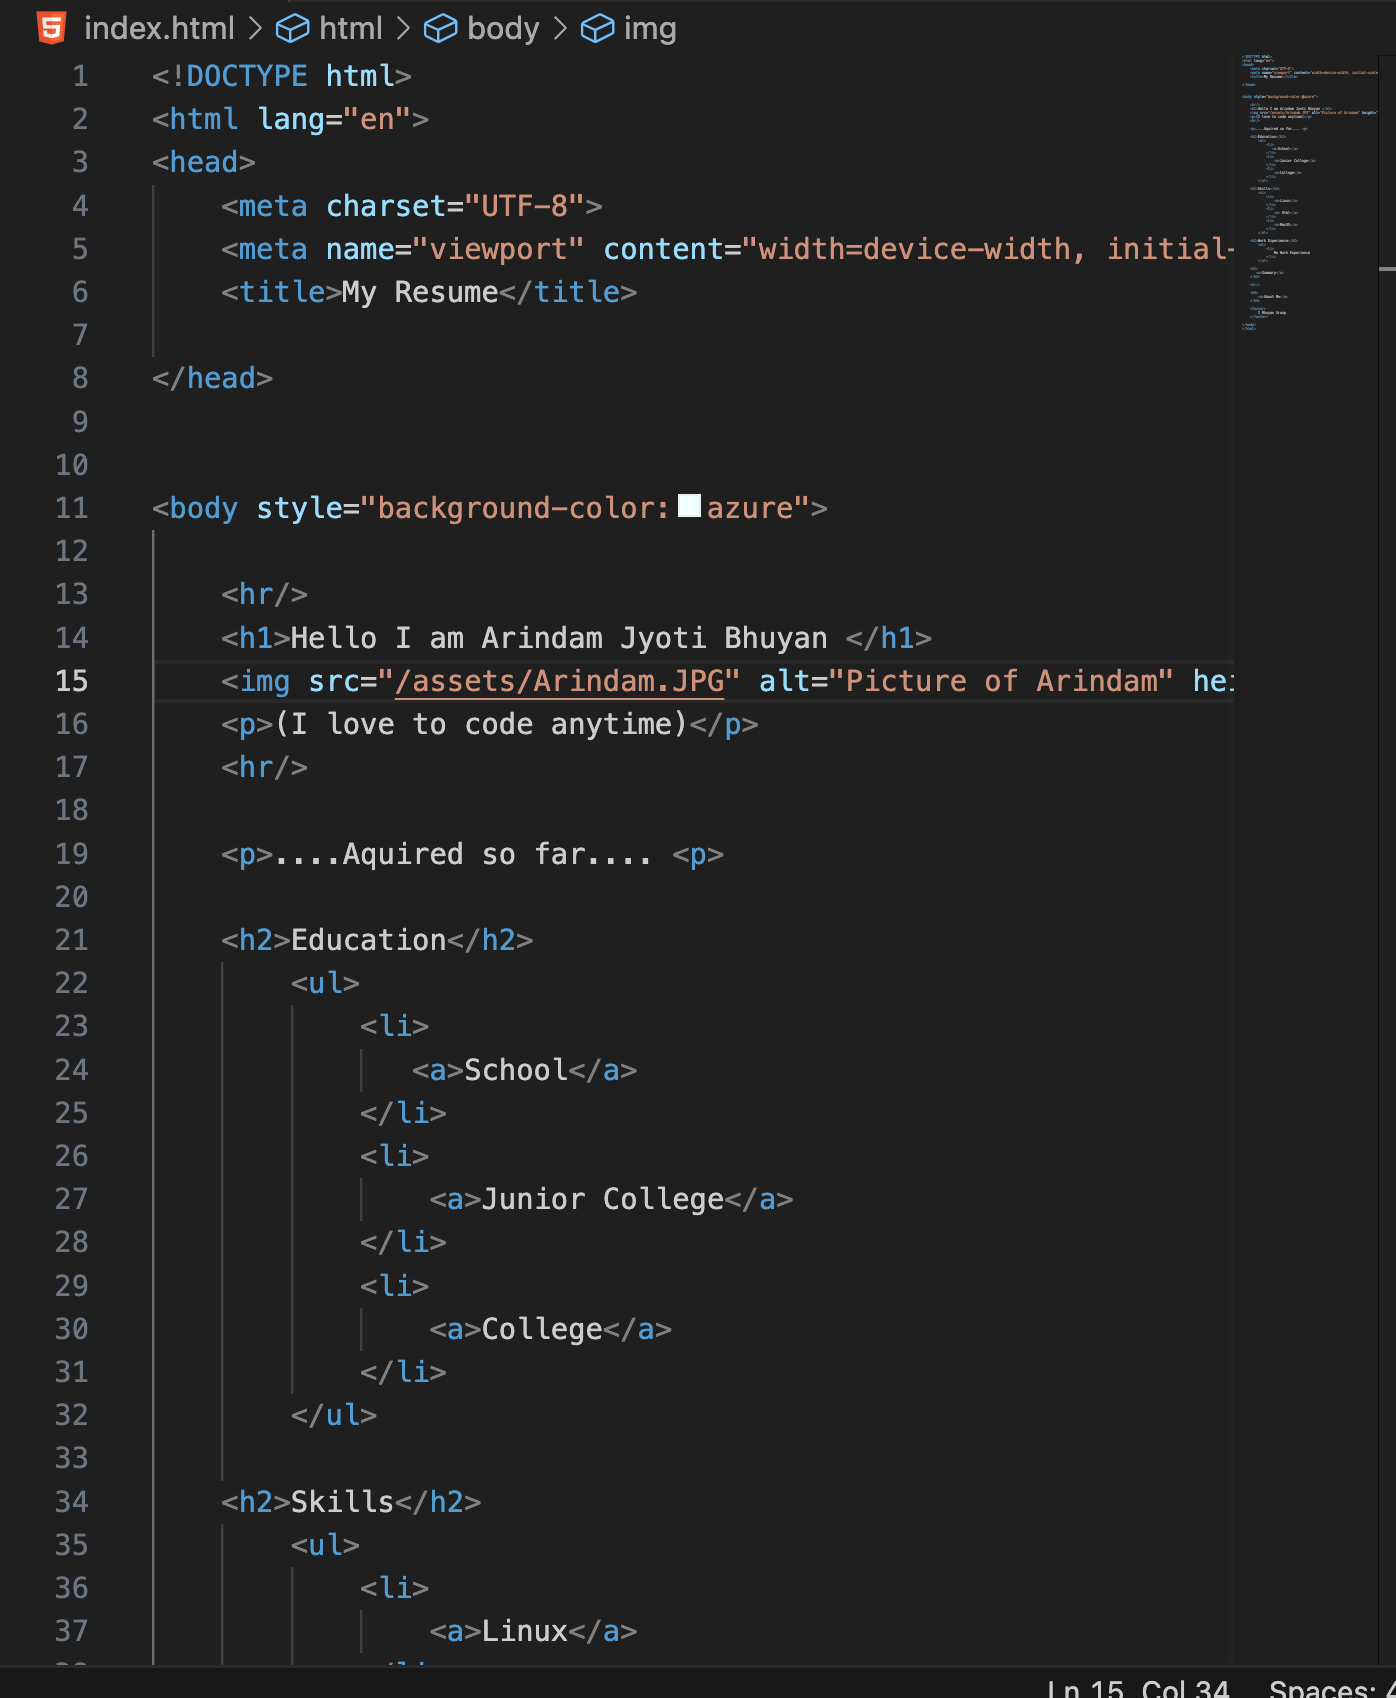 index.html > html > body > img
1 <!DOCTYPE html>
2 <html lang="en">
3 <head>
4 <meta charset="UTF-8">
5 <meta name="viewport" content="width=device-width, initial-
6 <title>My Resume</title>
7
8 </head>
9
10
11 <body style="background-color: azure">
12
13 <hr/>
14 <h1>Hello I am Arindam Jyoti Bhuyan </h1>
15 <img src="/assets/Arindam.JPG" alt="Picture of Arindam" hei
16 <p>(I love to code anytime)</p>
17 <hr/>
18
19 <p>....Aquired so far.... <p>
20
21 <h2>Education</h2>
22 <ul>
23 <li>
24 <a>School</a>
25 </li>
26 <li>
27 <a>Junior College</a>
28 </li>
29 <li>
30 <a>College</a>
31 </li>
32 </ul>
33
34 <h2>Skills</h2>
35 <ul>
36 <li>
37 <a>Linux</a>
Ln 15, Col 34 Spaces: 4